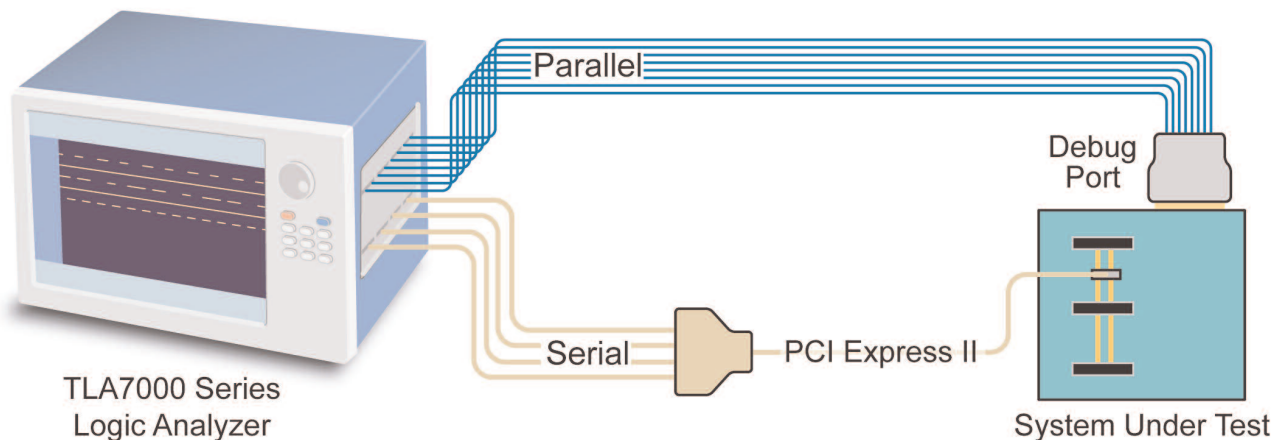 Parallel
Debug
Port
Serial
PCI Express II
TLA7000 Series
Logic Analyzer
System Under Test